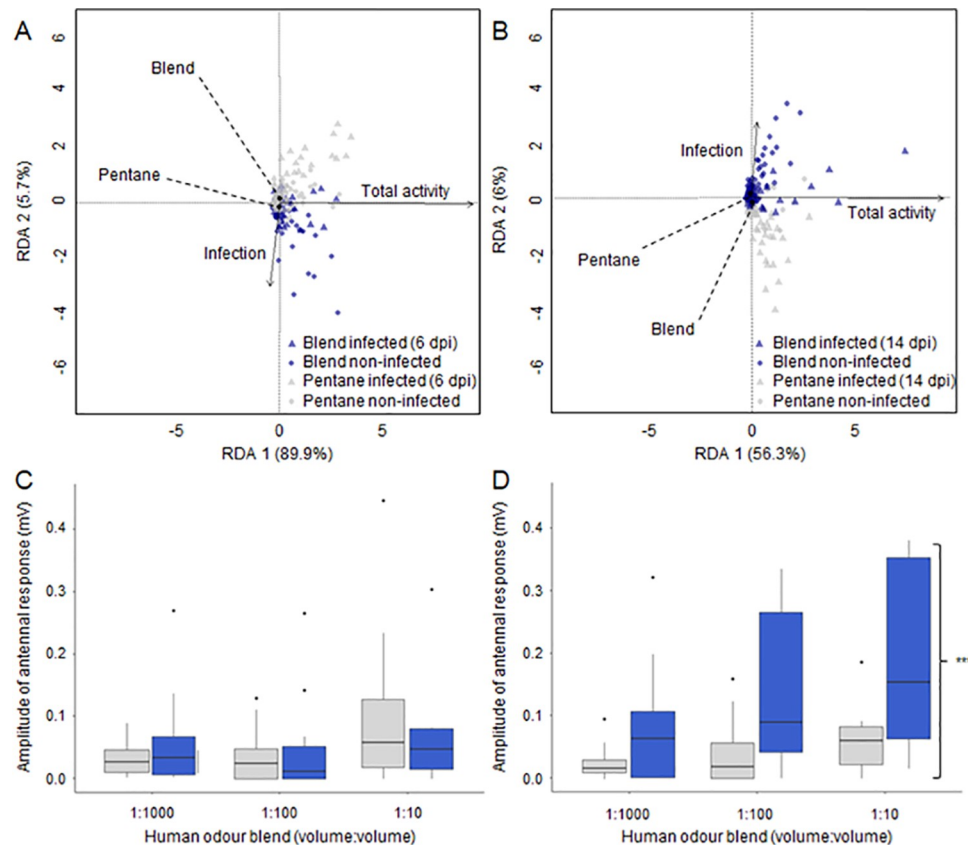 A
6
4
2
0
-2
-4
-6
RDA 2 (5.7%)
Blend
Pentane
Total activity
Infection
Blend infected (6 dpi)
Blend non-infected
Pentane infected (6 dpi)
Pentane non-infected
-5
0
5
RDA 1 (89.9%)
B
6
4
2
0
-2
-4
-6
RDA 2 (6%)
Infection
Total activity
Pentane
Blend
Blend infected (14 dpi)
Blend non-infected
Pentane infected (14 dpi)
Pentane non-infected
-5
0
5
RDA 1 (56.3%)
C
0.4
0.3
0.2
0.1
0.0
Amplitude of antennal response (mV)
1:1000
1:100
1:10
Human odour blend (volume:volume)
D
0.4
0.3
0.2
0.1
0.0
Amplitude of antennal response (mV)
1:1000
1:100
1:10
Human odour blend (volume:volume)